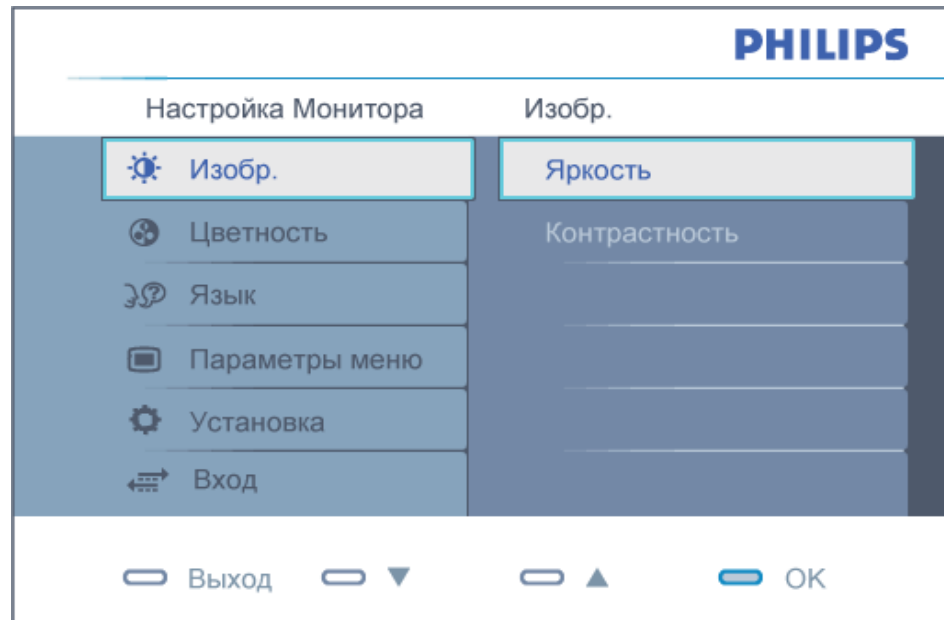 PHILIPS
Настройка Монитора Изобр.
Изобр. Яркость
Цветность Контрастность
Язык
Параметры меню
Установка
Вход
Выход ▼ ▲ OK